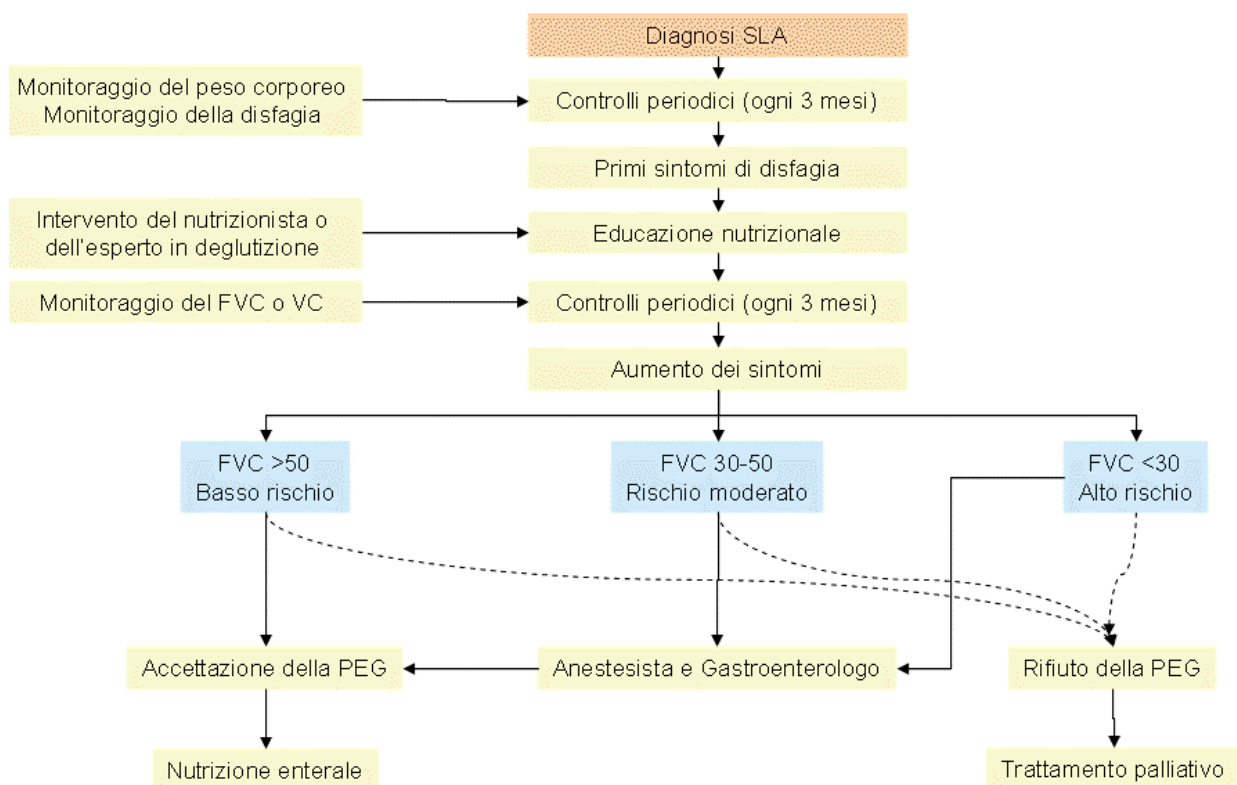 Diagnosi SLA
Monitoraggio del peso corporeo
Monitoraggio della disfagia
Controlli periodici (ogni 3 mesi)
Primi sintomi di disfagia
Intervento del nutrizionista o
dell'esperto in deglutizione
Educazione nutrizionale
Monitoraggio del FVC o VC
Controlli periodici (ogni 3 mesi)
Aumento dei sintomi
FVC >50
Basso rischio
FVC 30-50
Rischio moderato
FVC <30
Alto rischio
Accettazione della PEG
Anestesista e Gastroenterologo
Rifiuto della PEG
Nutrizione enterale
Trattamento palliativo